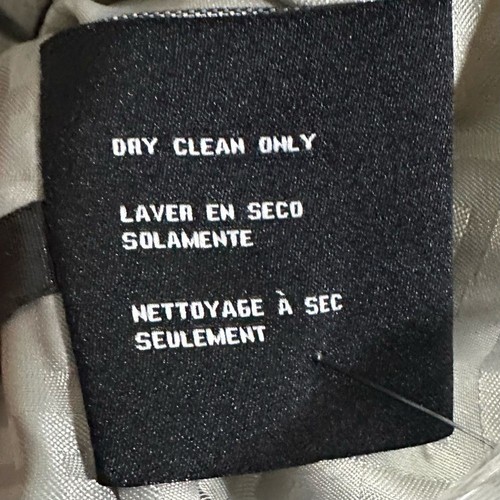 DRY CLEAN ONLY
LAVER EN SECO
SOLAMENTE
NETTOYAGE À SEC
SEULEMENT